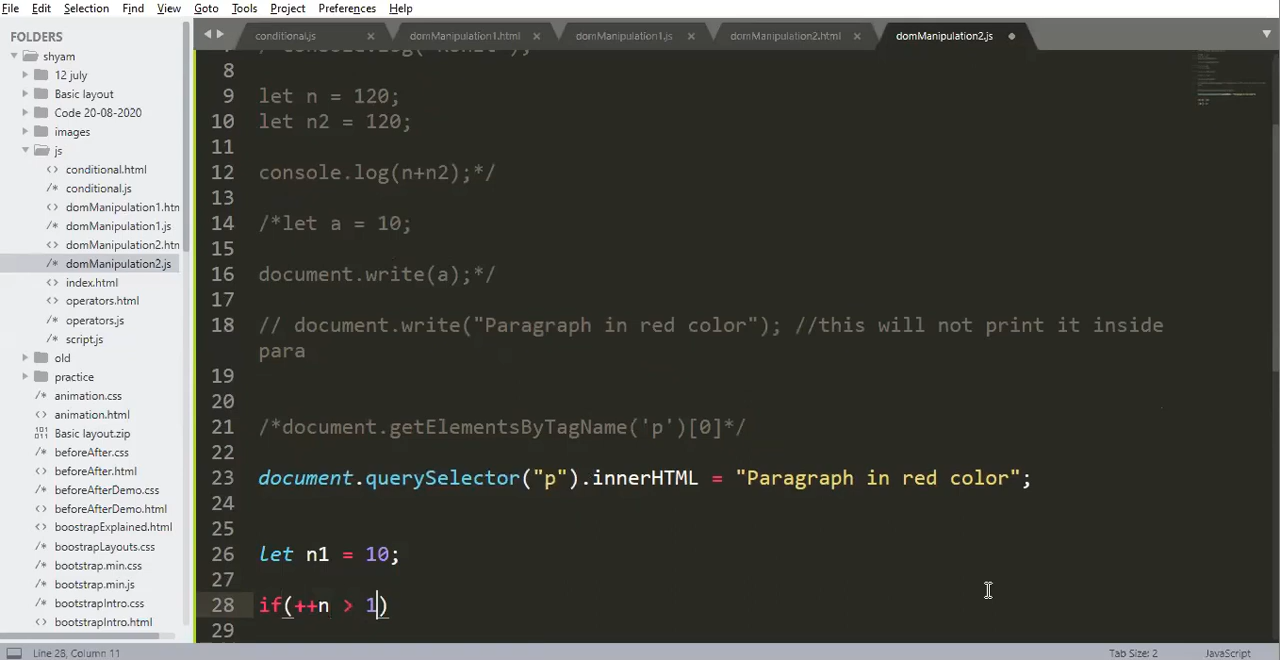 File Edit Selection Find View Goto Tools Project Preferences Help
FOLDERS
shyam
12 july
Basic layout
Code 20-08-2020
images
js
conditional.html
conditional.js
domManipulation1.htn
domManipulation1.js
domManipulation2.htn
domManipulation2.js
index.html
operators.html
operators.js
script.js
old
practice
animation.css
animation.html
Basic layout.zip
beforeAfter.css
beforeAfter.html
beforeAfterDemo.css
beforeAfterDemo.html
boostrapExplained.html
boostrapLayouts.css
bootstrap.min.css
bootstrap.min.js
bootstrapIntro.css
bootstrapIntro.html
conditional.js × domManipulation1.html × domManipulation1.js × domManipulation2.html × domManipulation2.js
8
9 let n = 120;
10 let n2 = 120;
11
12 console.log(n+n2);*/
13
14 /*let a = 10;
15
16 document.write(a);*/
17
18 // document.write("Paragraph in red color"); //this will not print it inside
para
19
20
21 /*document.getElementsByTagName('p')[0]*/
22
23 document.querySelector("p").innerHTML = "Paragraph in red color";
24
25
26 let n1 = 10;
27
28 if(++n > 1)
29
Line 28, Column 11 Tab Size: 2 JavaScript